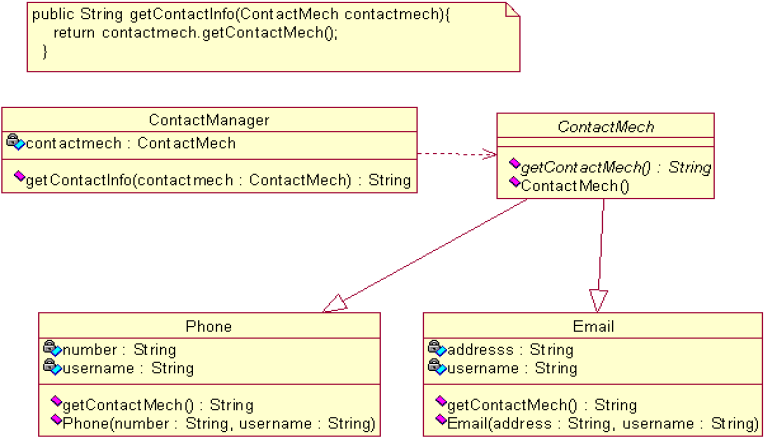 public String getContactInfo(ContactMech contactmech){
return contactmech.getContactMech();
}
ContactManager
contactmech : ContactMech
getContactInfo(contactmech : ContactMech) : String
ContactMech
getContactMech() : String
ContactMech()
Phone
number : String
username : String
getContactMech() : String
Phone(number : String, username : String)
Email
addresss : String
username : String
getContactMech() : String
Email(address : String, username : String)